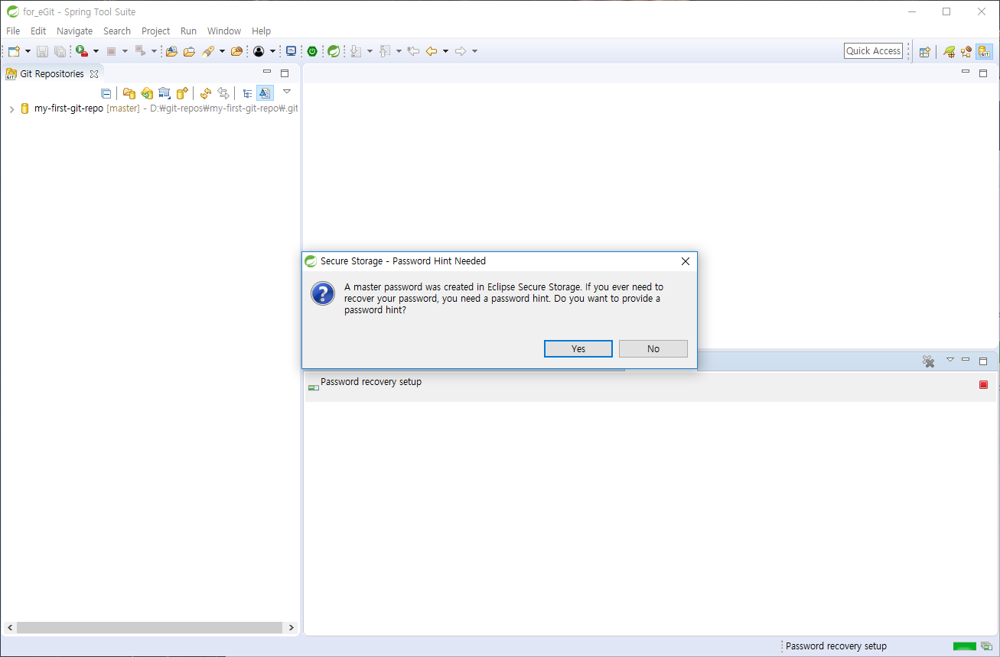 for_eGit - Spring Tool Suite
File Edit Navigate Search Project Run Window Help
Quick Access
GIT
GIT Git Repositories
my-first-git-repo [master] - D:₩git-repos₩my-first-git-repo₩.git
Secure Storage - Password Hint Needed
A master password was created in Eclipse Secure Storage. If you ever need to
recover your password, you need a password hint. Do you want to provide a
password hint?
Yes No
Password recovery setup
Password recovery setup